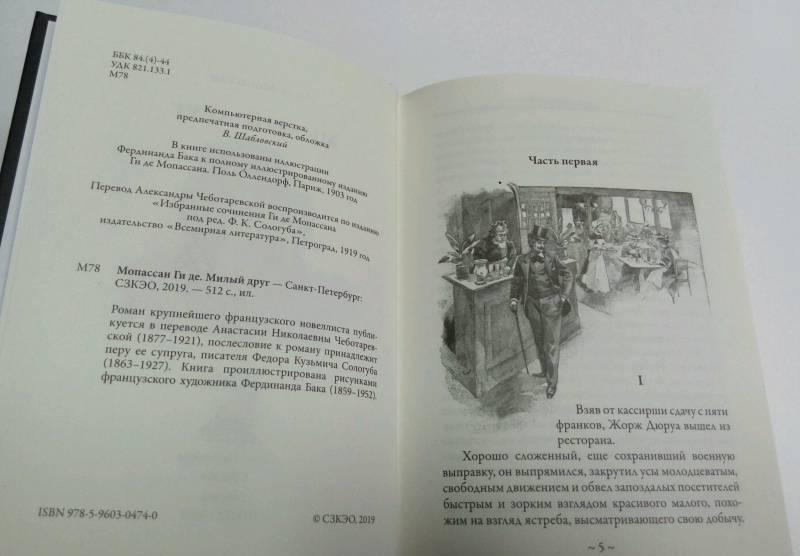 ББК 84.(4)-44
УДК 821.133.1
М78
Компьютерная верстка,
предпечатная подготовка, обложка
В. Шабловский
В книге использованы иллюстрации
Фердинанда Бака к полному иллюстрированному изданию
Ги де Мопассана. Поль Оллендорф, Париж, 1903 год
Перевод Александры Чеботаревской воспроизводится по изданию
«Избранные сочинения Ги де Мопассана
под ред. Ф. К. Сологуба»,
издательство «Всемирная литература», Петроград, 1919 год
М78 Мопассан Ги де. Милый друг — Санкт-Петербург:
СЗКЭО, 2019. — 512 с., ил.
Роман крупнейшего французского новеллиста публи-
куется в переводе Анастасии Николаевны Чеботарев-
ской (1877–1921), послесловие к роману принадлежит
перу ее супруга, писателя Федора Кузьмича Сологуба
(1863–1927). Книга проиллюстрирована рисунками
французского художника Фердинанда Бака (1859–1952).
ISBN 978-5-9603-0474-0
© СЗКЭО, 2019
Часть первая
I
Взяв от кассирши сдачу с пяти
франков, Жорж Дюруа вышел из
ресторана.
Хорошо сложенный, еще сохранивший военную
выправку, он выпрямился, закрутил усы молодцеватым,
свободным движением и обвел запоздалых посетителей
быстрым и зорким взглядом красивого малого, похо-
жим на взгляд ястреба, высматривающего свою добычу.
~ 5 ~